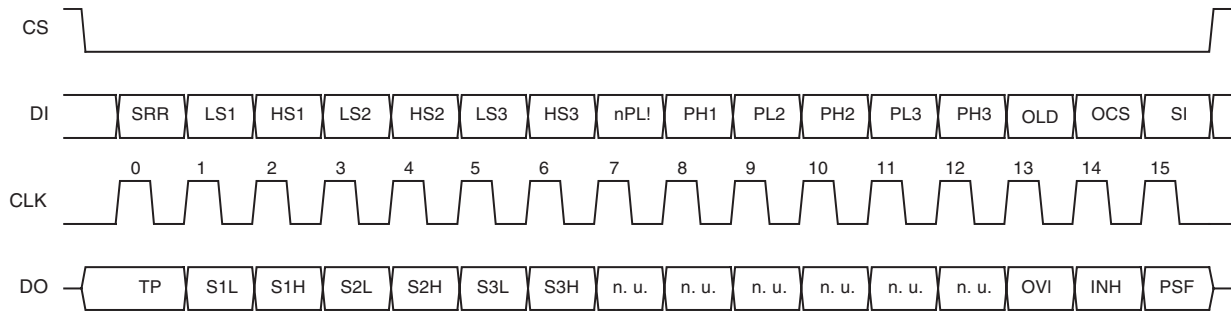 CS
DI SRR LS1 HS1 LS2 HS2 LS3 HS3 nPL! PH1 PL2 PH2 PL3 PH3 OLD OCS SI
0 1 2 3 4 5 6 7 8 9 10 11 12 13 14 15
CLK
DO TP S1L S1H S2L S2H S3L S3H n. u. n. u. n. u. n. u. n. u. n. u. OVI INH PSF